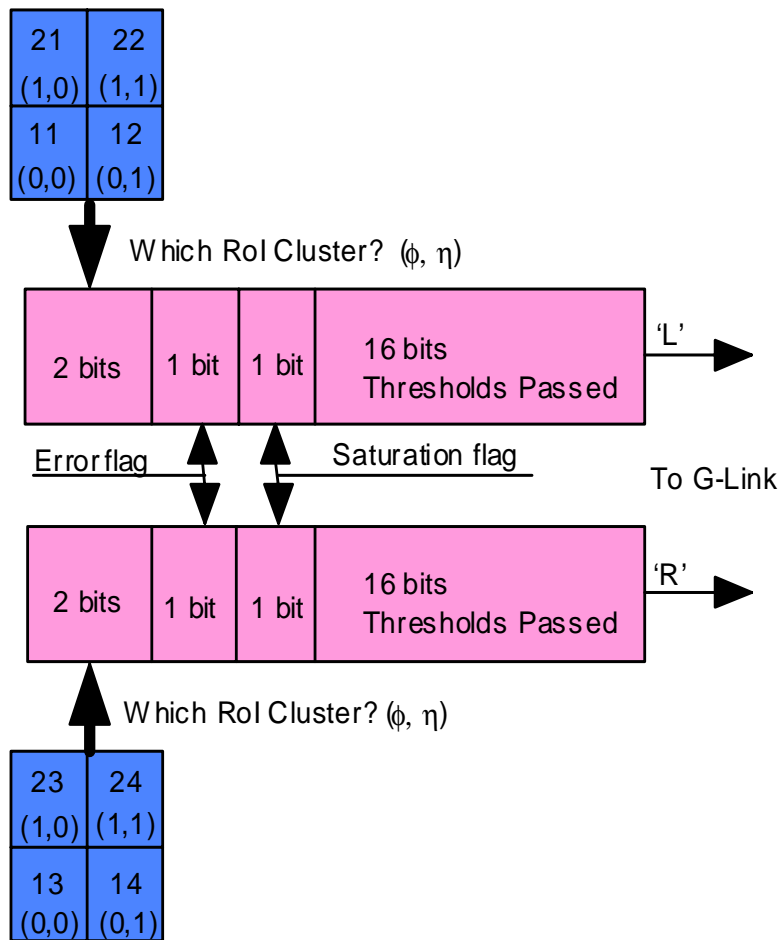 21 22
(1,0) (1,1)
11 12
(0,0) (0,1)
Which RoI Cluster? (ϕ, η)
2 bits 1 bit 1 bit 16 bits
Thresholds Passed
‘L’
Error flag
Saturation flag
To G-Link
2 bits 1 bit 1 bit 16 bits
Thresholds Passed
‘R’
Which RoI Cluster? (ϕ, η)
23 24
(1,0) (1,1)
13 14
(0,0) (0,1)